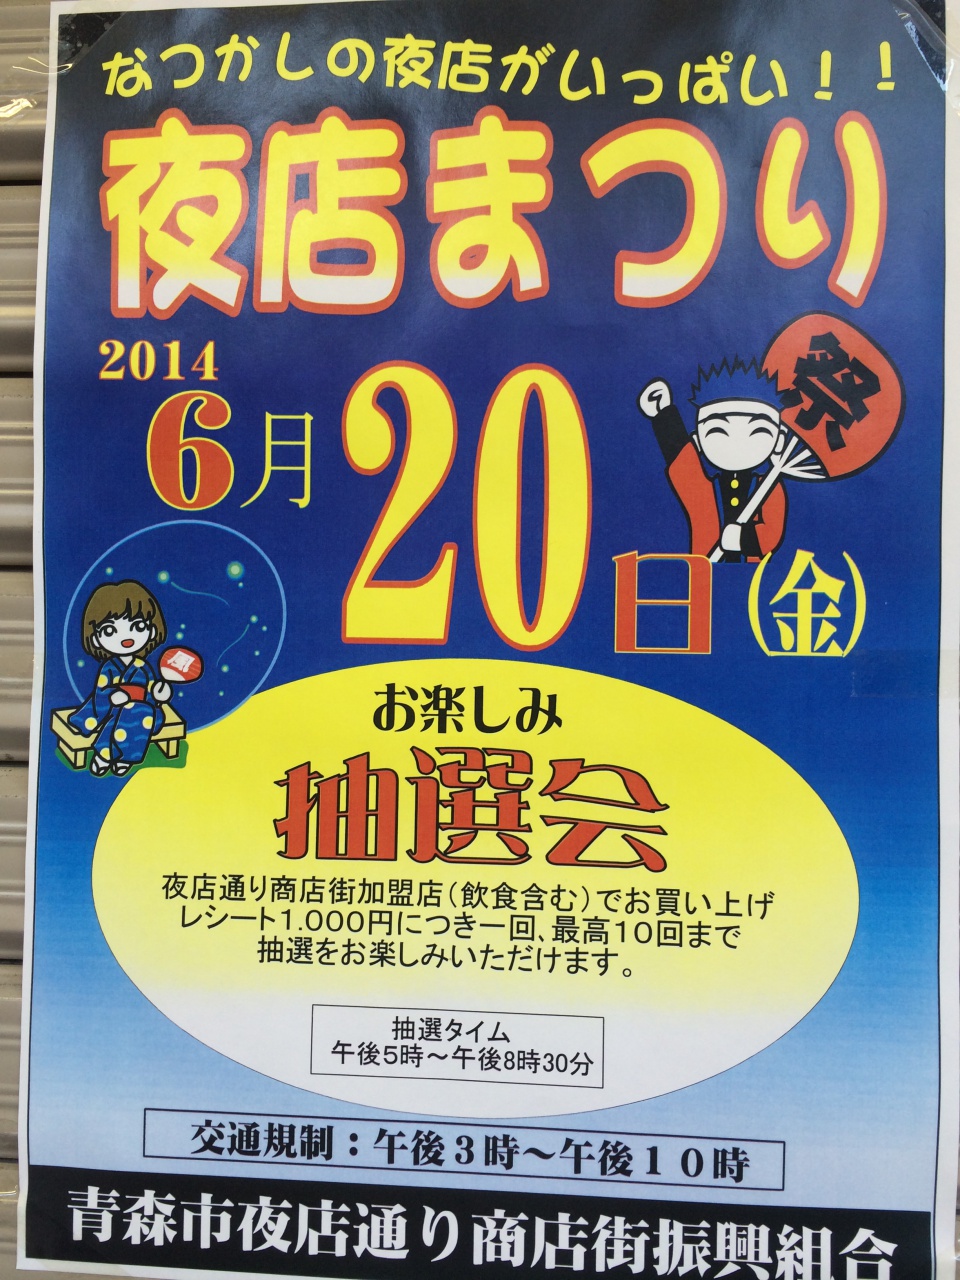 なつかしの夜店がいっぱい！！
夜店まつり
2014
6月20日(金)
祭
風
お楽しみ
抽選会
夜店通り商店街加盟店(飲食含む)でお買い上げ
レシート1.000円につき一回、最高10回まで
抽選をお楽しみいただけます。
抽選タイム
午後5時～午後8時30分
交通規制：午後３時～午後１０時
青森市夜店通り商店街振興組合